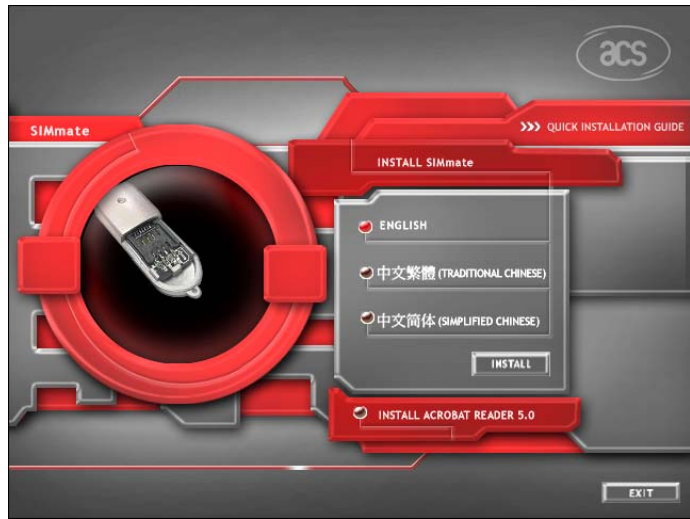 acs
SIMmate
>>> QUICK INSTALLATION GUIDE
INSTALL SIMmate
ENGLISH
中文繁體 (TRADITIONAL CHINESE)
中文简体 (SIMPLIFIED CHINESE)
INSTALL
INSTALL ACROBAT READER 5.0
EXIT